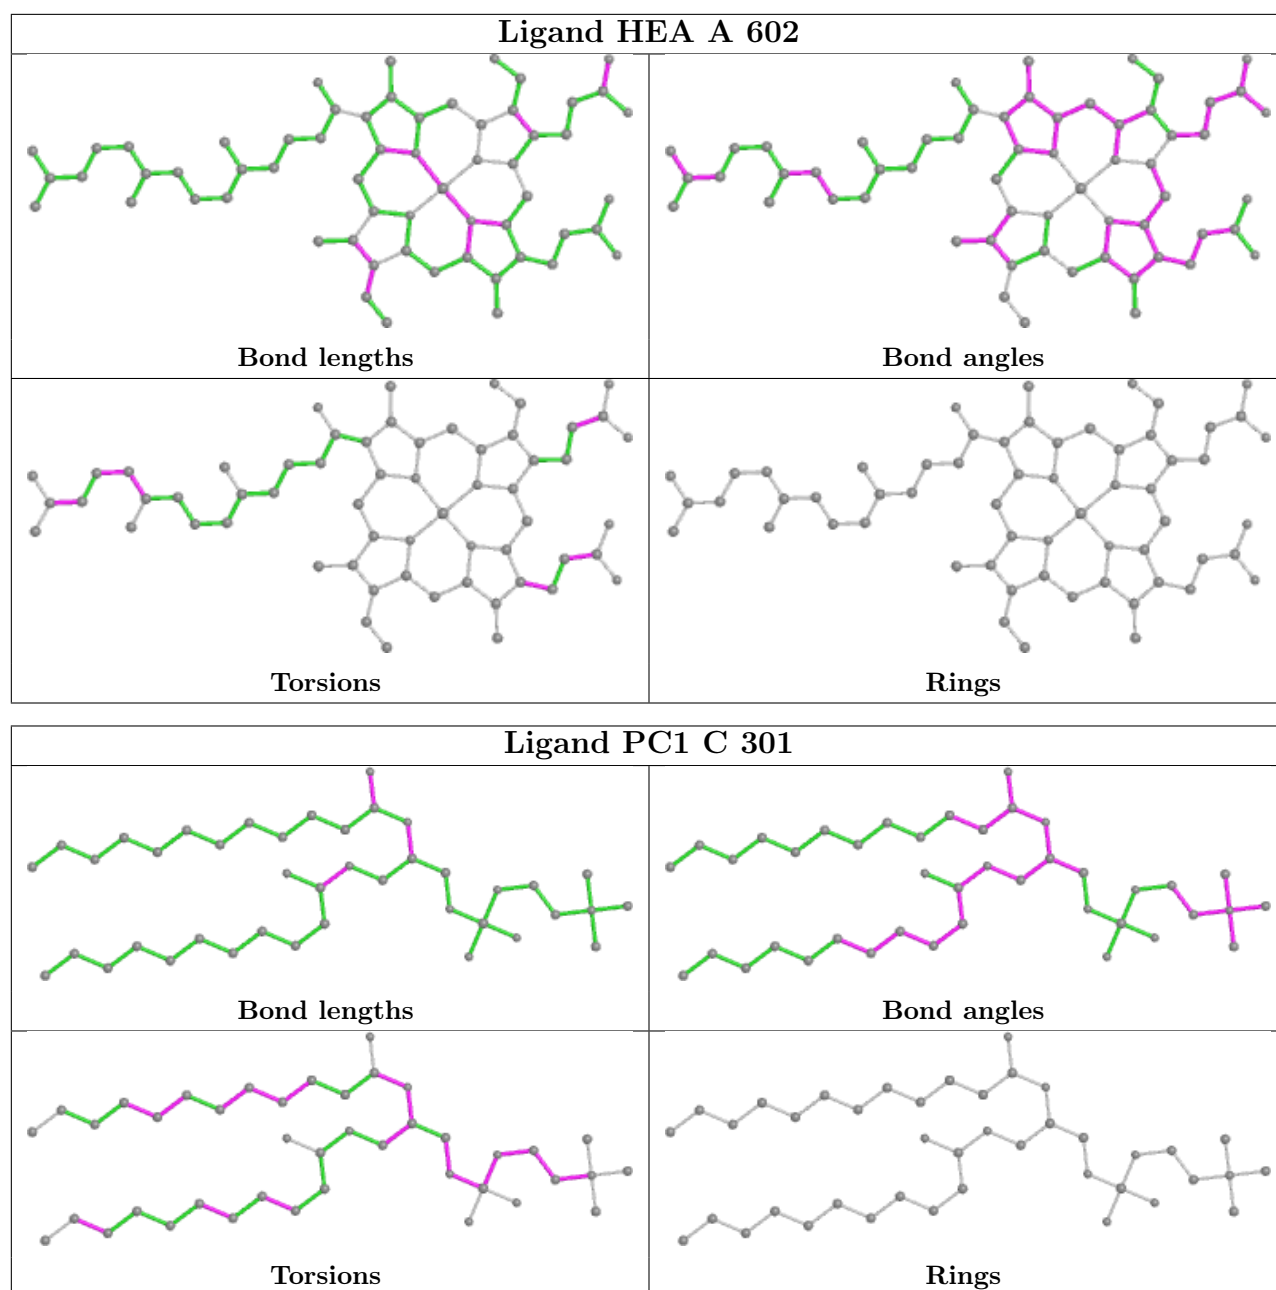 Ligand HEA A 602
Bond lengths
Bond angles
Torsions
Rings
Ligand PC1 C 301
Bond lengths
Bond angles
Torsions
Rings